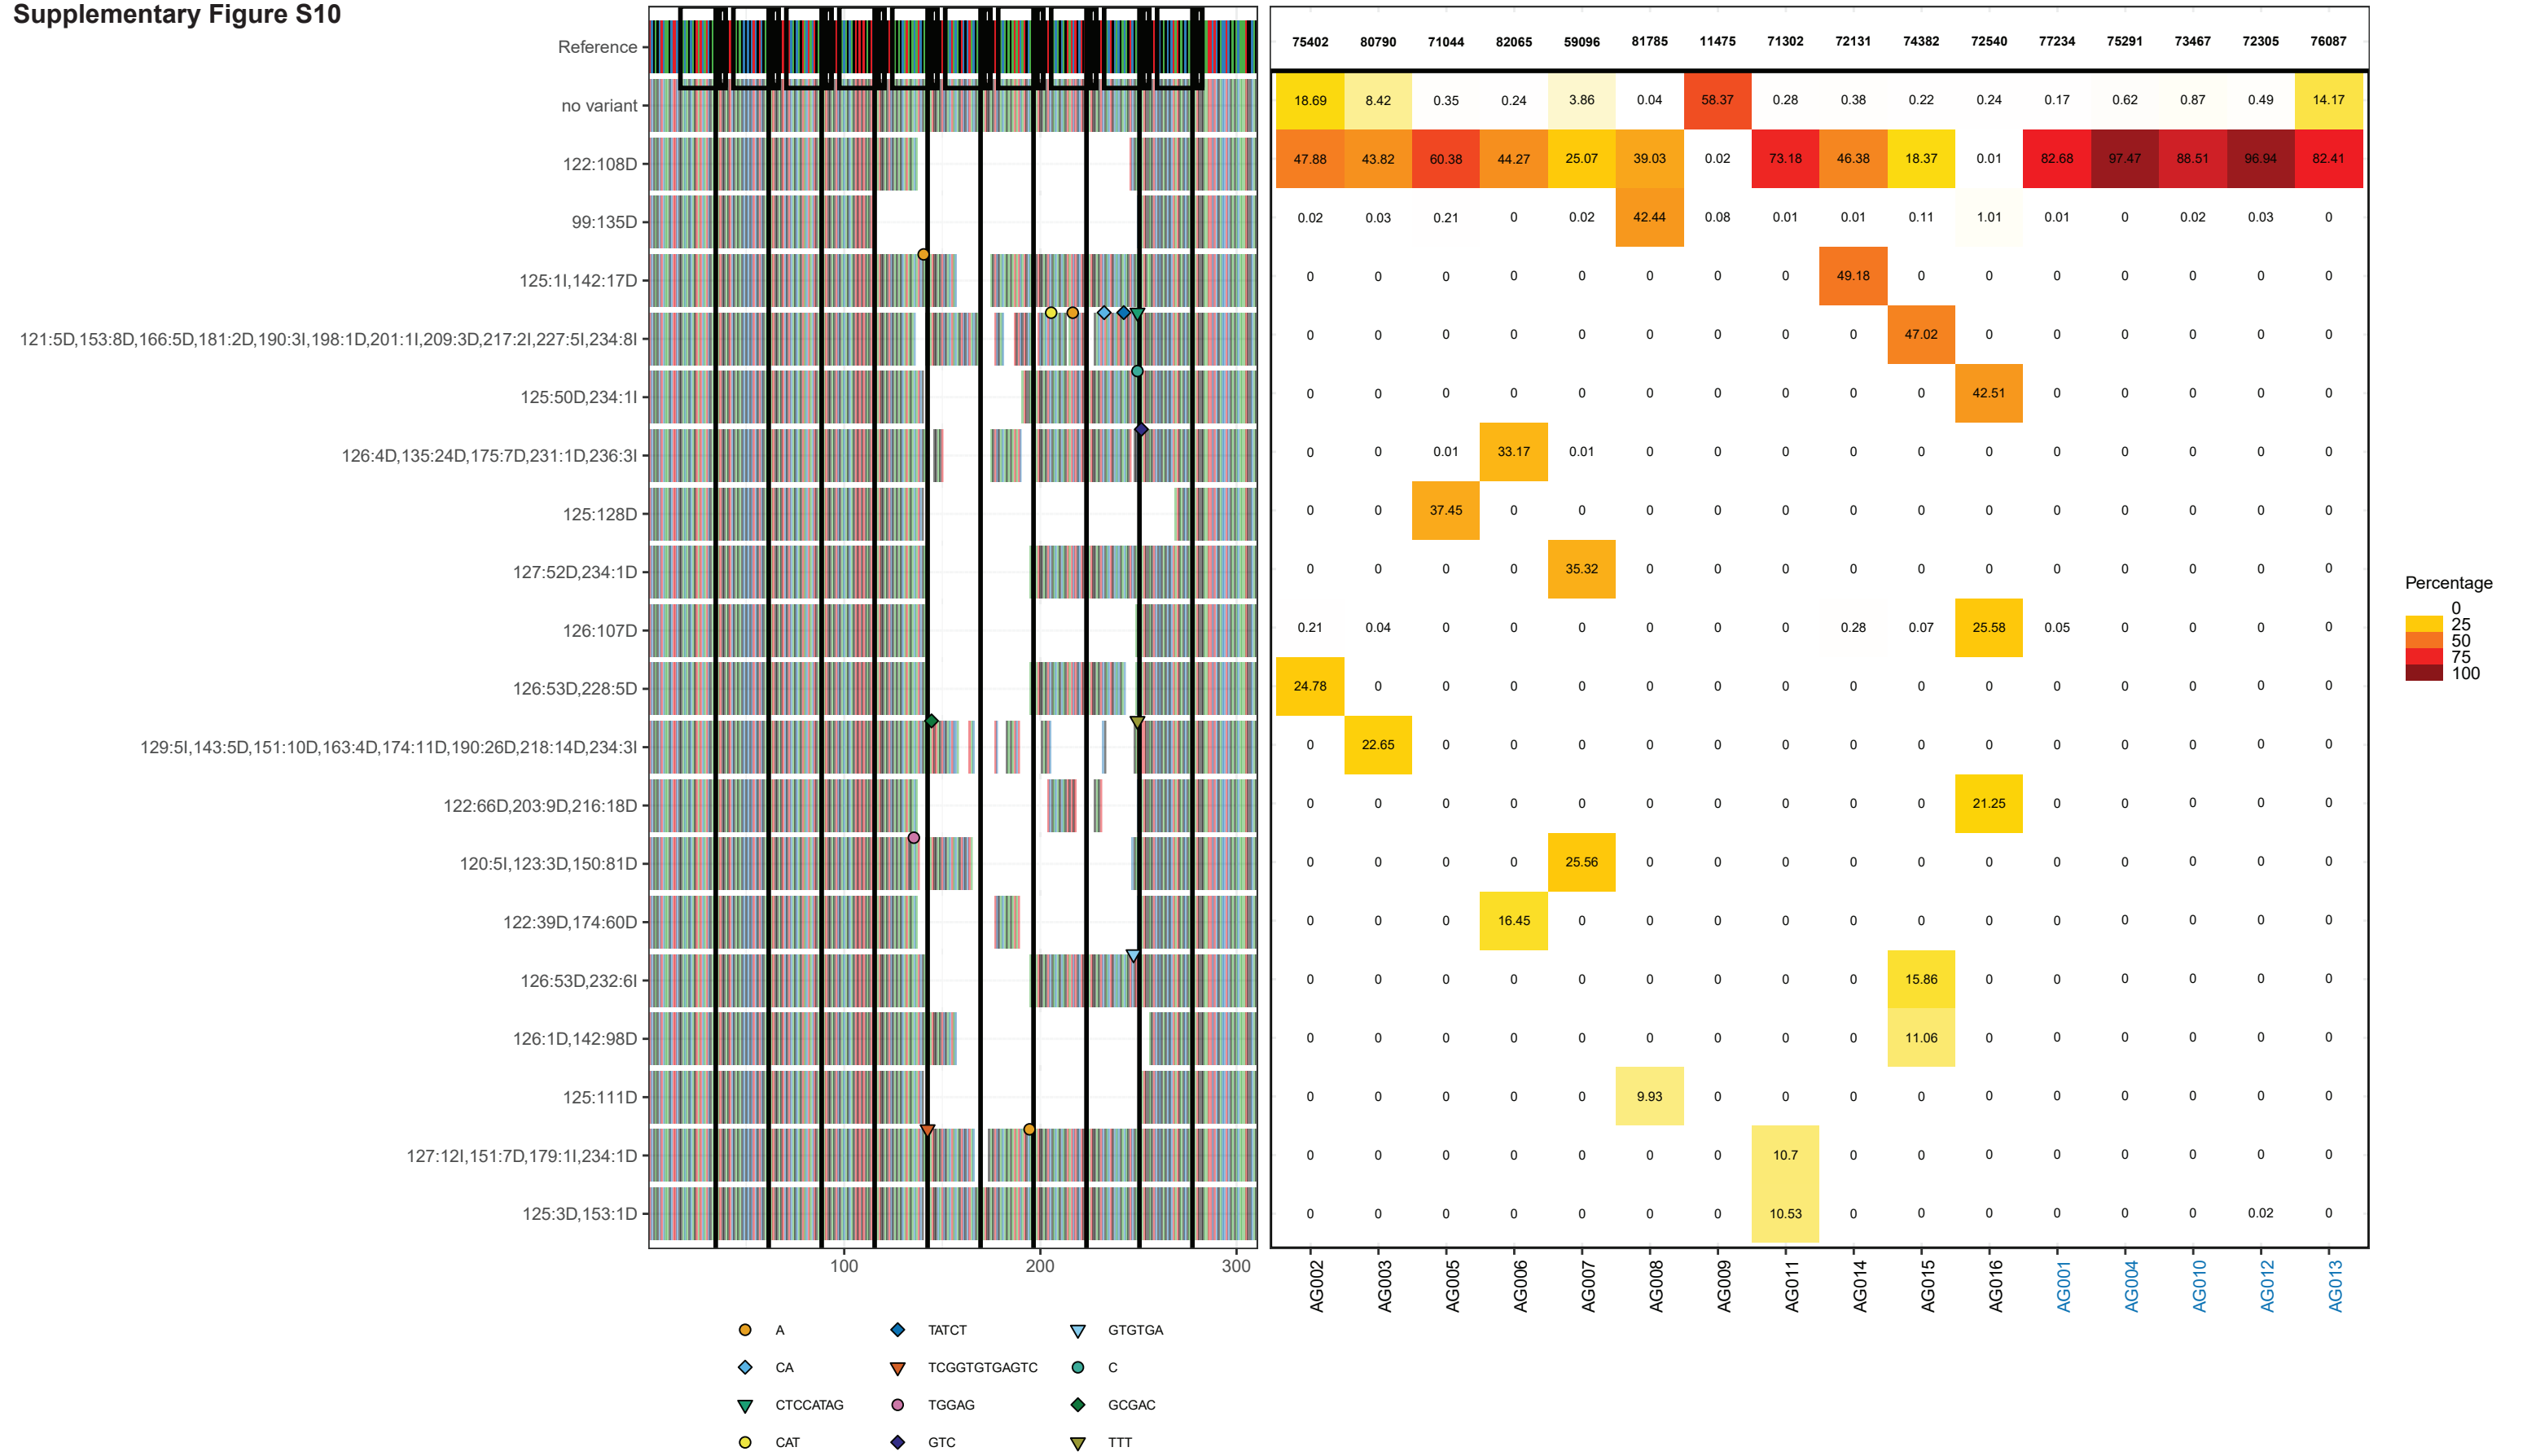 Supplementary Figure S10
Reference 75402 80790 71044 82065 59096 81785 11475 71302 72131 74382 72540 77234 75291 73467 72305 76087
no variant 18.69 8.42 0.35 0.24 3.86 0.04 58.37 0.28 0.38 0.22 0.24 0.17 0.62 0.87 0.49 14.17
122:108D 47.88 43.82 60.38 44.27 25.07 39.03 0.02 73.18 46.38 18.37 0.01 82.68 97.47 88.51 96.94 82.41
99:135D 0.02 0.03 0.21 0 0.02 42.44 0.08 0.01 0.01 0.11 1.01 0.01 0 0.02 0.03 0
125:1I,142:17D 0 0 0 0 0 0 0 0 49.18 0 0 0 0 0 0 0
121:5D,153:8D,166:5D,181:2D,190:3I,198:1D,201:1I,209:3D,217:2I,227:5I,234:8I 0 0 0 0 0 0 0 0 0 47.02 0 0 0 0 0 0
125:50D,234:1I 0 0 0 0 0 0 0 0 0 0 42.51 0 0 0 0 0
126:4D,135:24D,175:7D,231:1D,236:3I 0 0 0.01 33.17 0.01 0 0 0 0 0 0 0 0 0 0 0
125:128D 0 0 37.45 0 0 0 0 0 0 0 0 0 0 0 0 0
127:52D,234:1D 0 0 0 0 35.32 0 0 0 0 0 0 0 0 0 0 0
126:107D 0.21 0.04 0 0 0 0 0 0 0.28 0.07 25.58 0.05 0 0 0 0
126:53D,228:5D 24.78 0 0 0 0 0 0 0 0 0 0 0 0 0 0 0
129:5I,143:5D,151:10D,163:4D,174:11D,190:26D,218:14D,234:3I 0 22.65 0 0 0 0 0 0 0 0 0 0 0 0 0 0
122:66D,203:9D,216:18D 0 0 0 0 0 0 0 0 0 0 21.25 0 0 0 0 0
120:5I,123:3D,150:81D 0 0 0 0 25.56 0 0 0 0 0 0 0 0 0 0 0
122:39D,174:60D 0 0 0 16.45 0 0 0 0 0 0 0 0 0 0 0 0
126:53D,232:6I 0 0 0 0 0 0 0 0 0 15.86 0 0 0 0 0 0
126:1D,142:98D 0 0 0 0 0 0 0 0 0 11.06 0 0 0 0 0 0
125:111D 0 0 0 0 0 9.93 0 0 0 0 0 0 0 0 0 0
127:12I,151:7D,179:1I,234:1D 0 0 0 0 0 0 0 10.7 0 0 0 0 0 0 0 0
125:3D,153:1D 0 0 0 0 0 0 0 10.53 0 0 0 0 0 0 0.02 0
100 200 300
AG002 AG003 AG005 AG006 AG007 AG008 AG009 AG011 AG014 AG015 AG016 AG001 AG004 AG010 AG012 AG013
Percentage
0
25
50
75
100
A TATCT GTGTGA
CA TCGGTGTGAGTC C
CTCCATAG TGGAG GCGAC
CAT GTC TTT